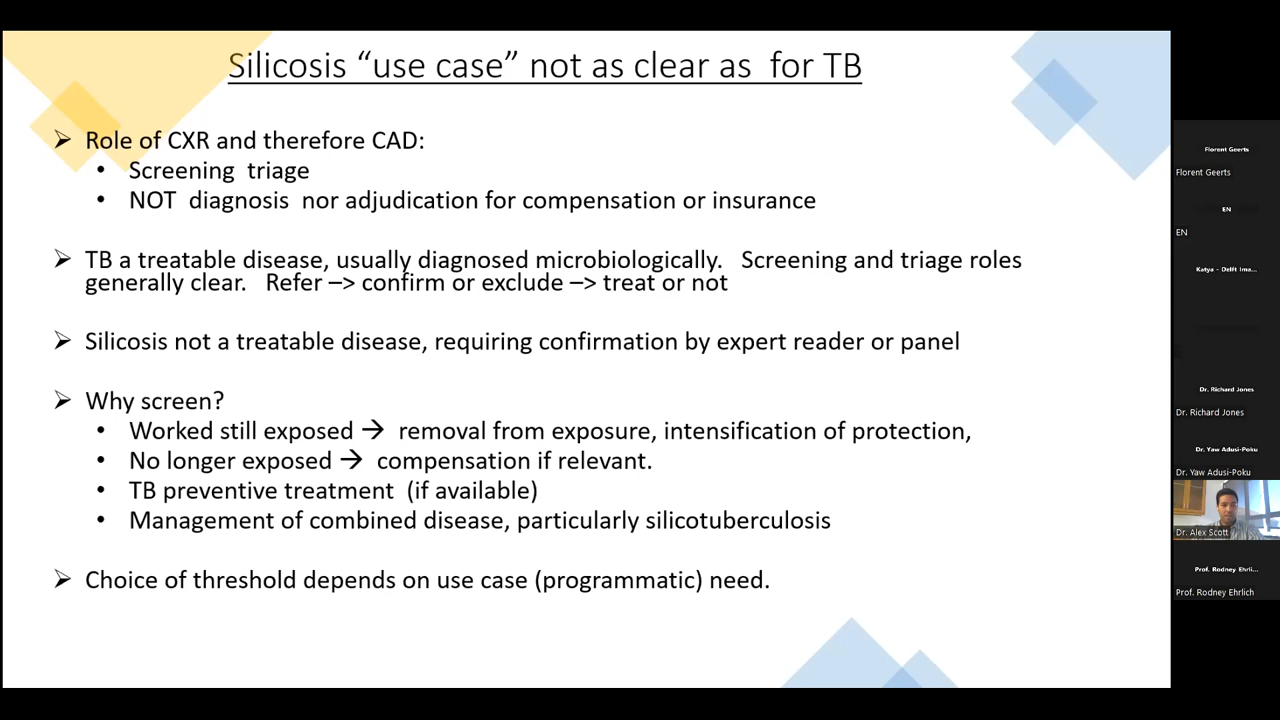 Silicosis “use case” not as clear as for TB
➢ Role of CXR and therefore CAD:
• Screening triage
• NOT diagnosis nor adjudication for compensation or insurance
➢ TB a treatable disease, usually diagnosed microbiologically. Screening and triage roles
generally clear. Refer –> confirm or exclude –> treat or not
➢ Silicosis not a treatable disease, requiring confirmation by expert reader or panel
➢ Why screen?
• Worked still exposed → removal from exposure, intensification of protection,
• No longer exposed → compensation if relevant.
• TB preventive treatment (if available)
• Management of combined disease, particularly silicotuberculosis
➢ Choice of threshold depends on use case (programmatic) need.
Florent Geerts
Florent Geerts
EN
EN
Katya - Delft Ima...
Dr. Richard Jones
Dr. Richard Jones
Dr. Yaw Adusi-Poku
Dr. Yaw Adusi-Poku
Dr. Alex Scott
Prof. Rodney Ehrli...
Prof. Rodney Ehrlich